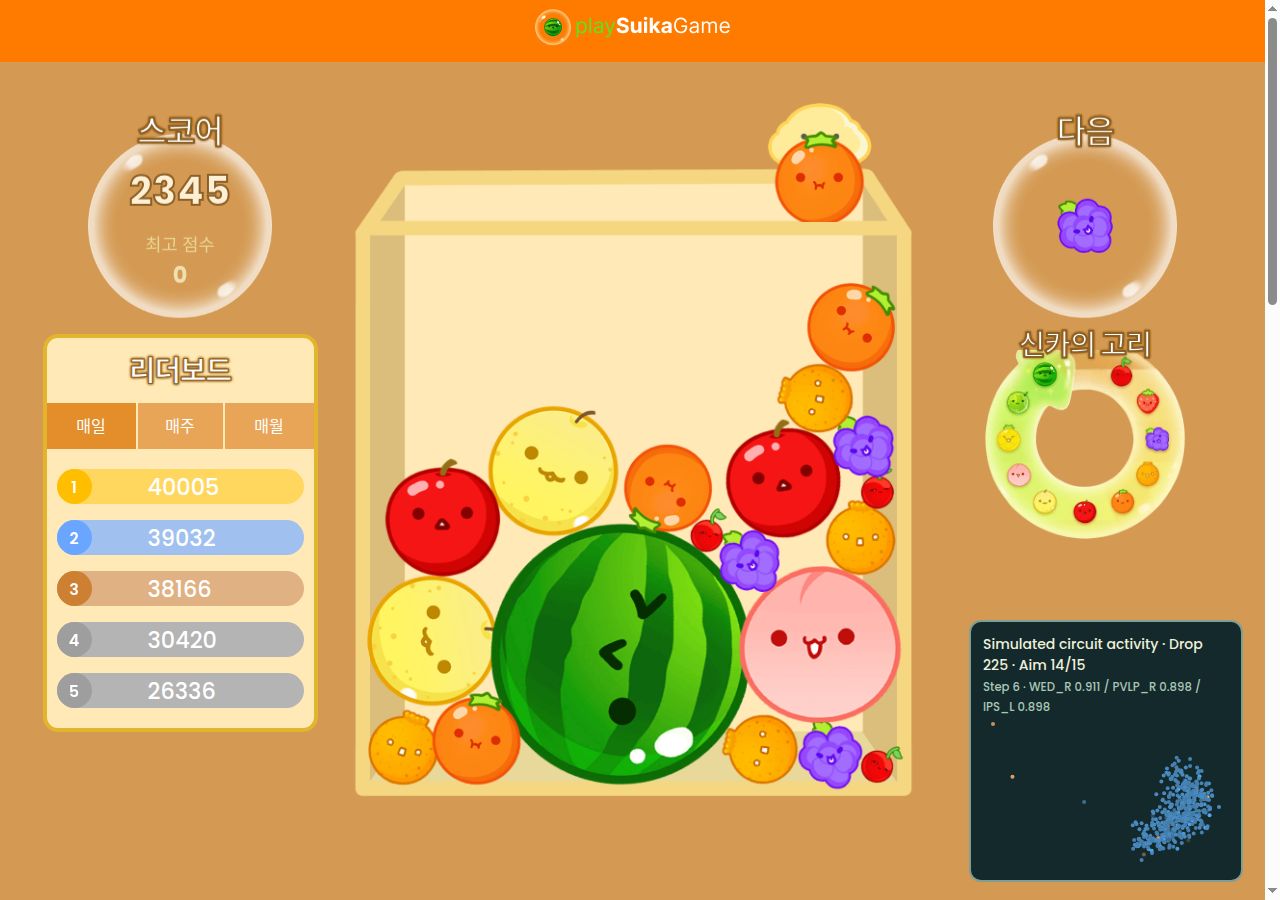 playSuikaGame
스코어
2345
최고 점수
0
다음
리더보드
매일 매주 매월
1 40005
2 39032
3 38166
4 30420
5 26336
신카의 고리
Simulated circuit activity · Drop
225 · Aim 14/15
Step 6 · WED_R 0.911 / PVLP_R 0.898 /
IPS_L 0.898